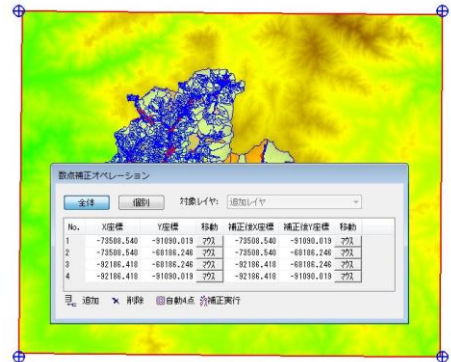 数点補正オペレーション
全体 個別 対象レイヤ: 追加レイヤ
No. X座標 Y座標 移動 補正後X座標 補正後Y座標 移動
1 -73508.540 -91090.019 マウス -73508.540 -91090.019 マウス
2 -73508.540 -68186.246 マウス -73508.540 -68186.246 マウス
3 -92186.418 -68186.246 マウス -92186.418 -68186.246 マウス
4 -92186.418 -91090.019 マウス -92186.418 -91090.019 マウス
追加 削除 自動4点 補正実行